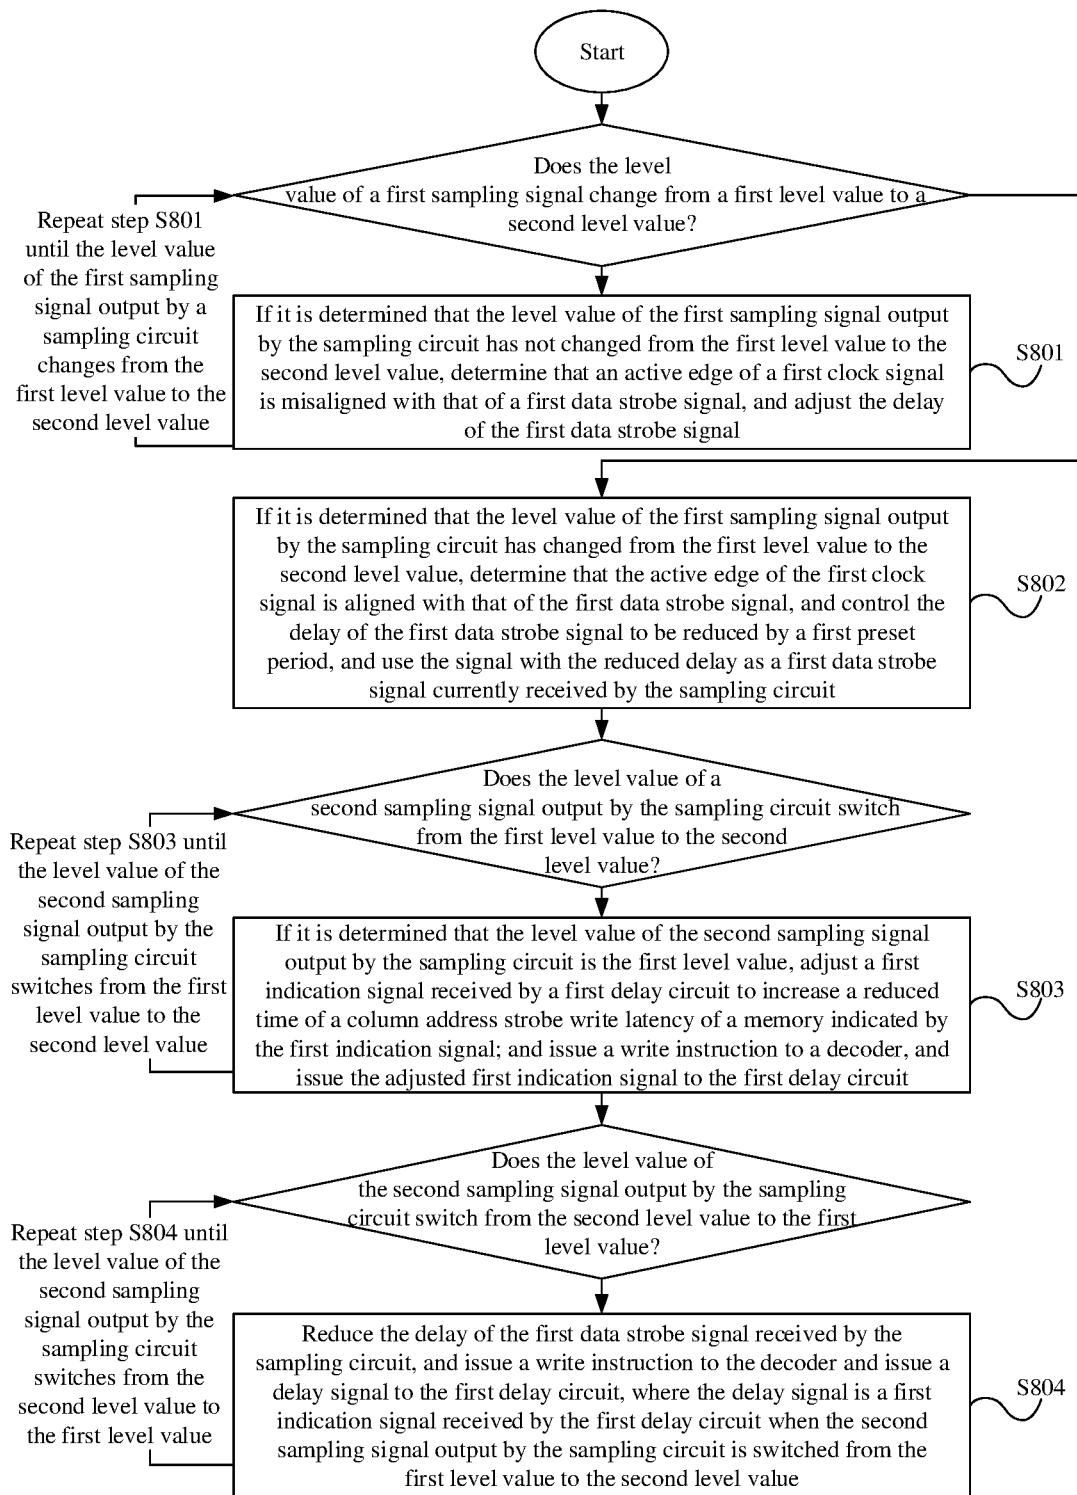 Start
Does the level
value of a first sampling signal change from a first level value to a
second level value?
Repeat step S801
until the level value
of the first sampling
signal output by a
sampling circuit
changes from the
first level value to the
second level value
If it is determined that the level value of the first sampling signal output
by the sampling circuit has not changed from the first level value to the
second level value, determine that an active edge of a first clock signal
is misaligned with that of a first data strobe signal, and adjust the delay
of the first data strobe signal
S801
If it is determined that the level value of the first sampling signal output
by the sampling circuit has changed from the first level value to the
second level value, determine that the active edge of the first clock
signal is aligned with that of the first data strobe signal, and control the
delay of the first data strobe signal to be reduced by a first preset
period, and use the signal with the reduced delay as a first data strobe
signal currently received by the sampling circuit
S802
Does the level value of a
second sampling signal output by the sampling circuit switch
from the first level value to the second
level value?
Repeat step S803 until
the level value of the
second sampling
signal output by the
sampling circuit
switches from the first
level value to the
second level value
If it is determined that the level value of the second sampling signal
output by the sampling circuit is the first level value, adjust a first
indication signal received by a first delay circuit to increase a reduced
time of a column address strobe write latency of a memory indicated by
the first indication signal; and issue a write instruction to a decoder, and
issue the adjusted first indication signal to the first delay circuit
S803
Does the level value of
the second sampling signal output by the sampling
circuit switch from the second level value to the first
level value?
Repeat step S804 until
the level value of the
second sampling
signal output by the
sampling circuit
switches from the
second level value to
the first level value
Reduce the delay of the first data strobe signal received by the
sampling circuit, and issue a write instruction to the decoder and issue a
delay signal to the first delay circuit, where the delay signal is a first
indication signal received by the first delay circuit when the second
sampling signal output by the sampling circuit is switched from the
first level value to the second level value
S804